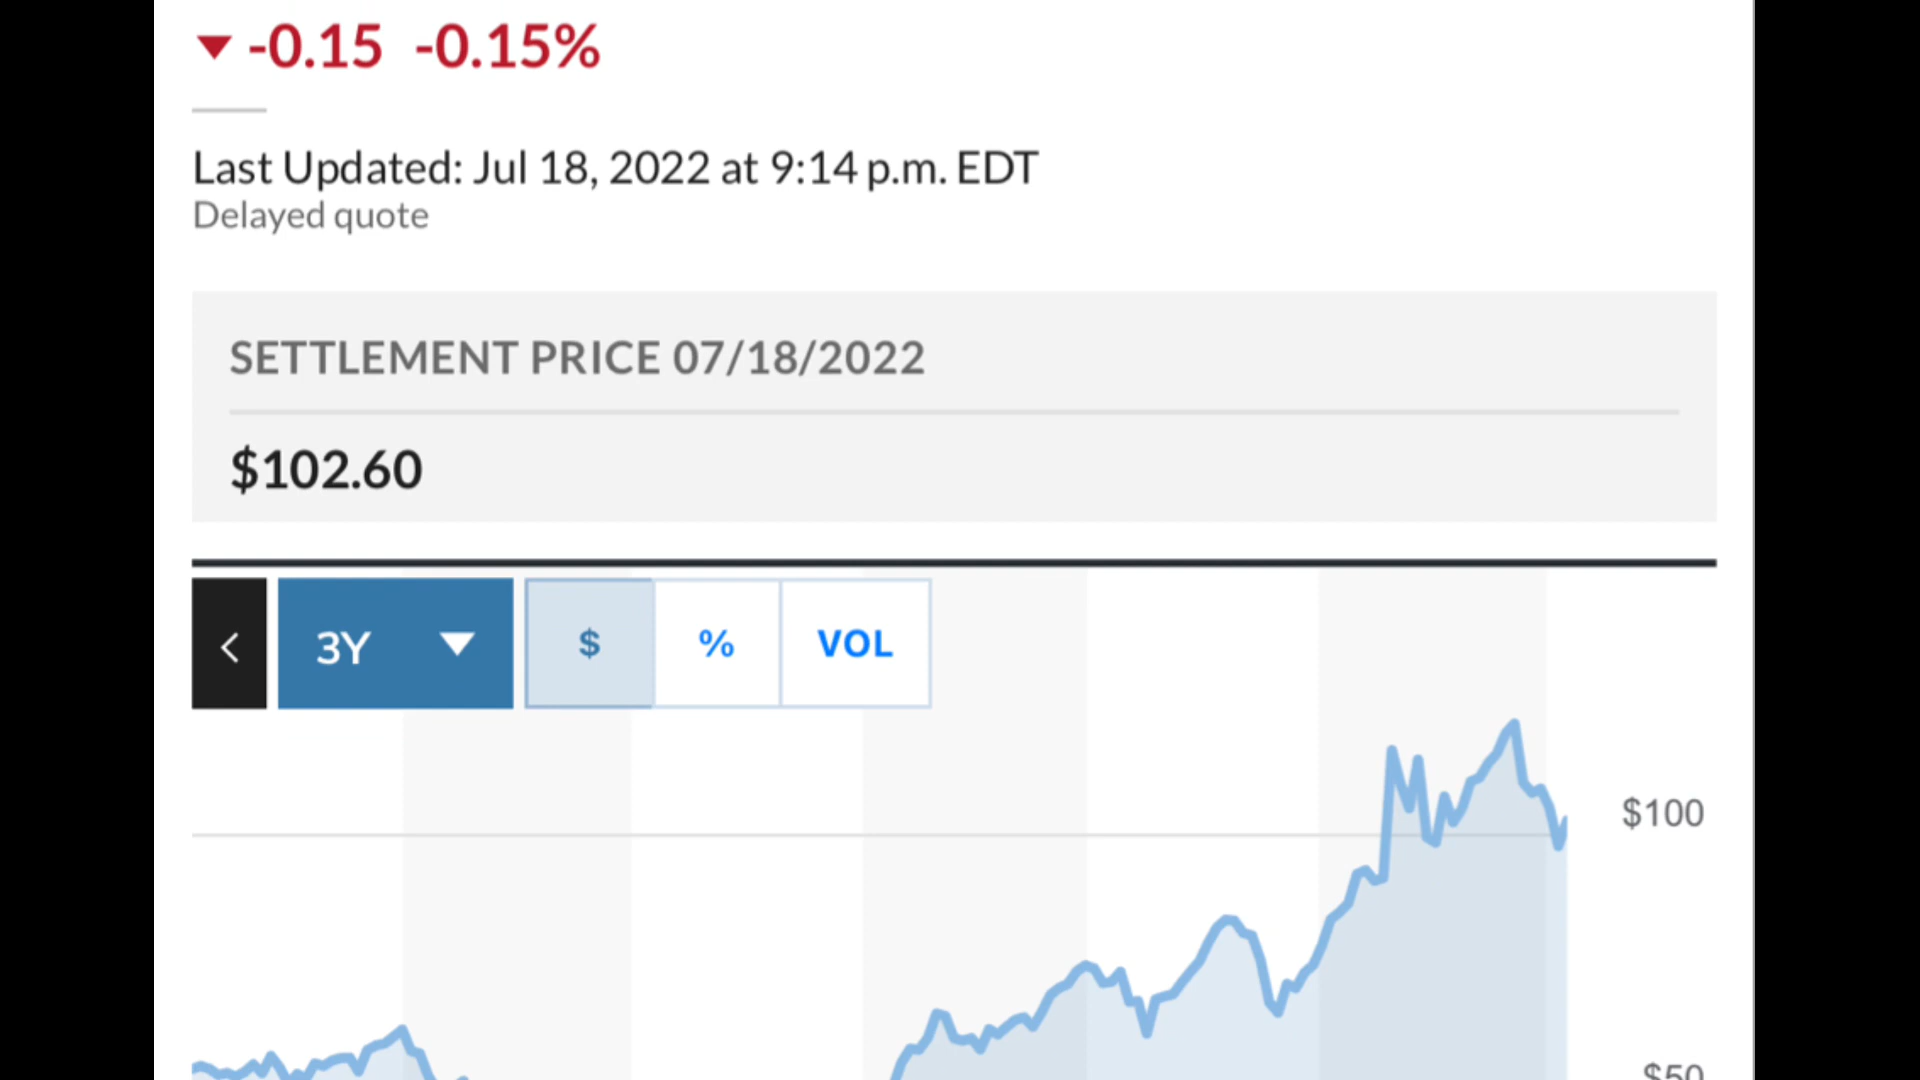 -0.15 -0.15%
Last Updated: Jul 18, 2022 at 9:14 p.m. EDT
Delayed quote
SETTLEMENT PRICE 07/18/2022
$102.60
3Y $ % VOL
$100
$50